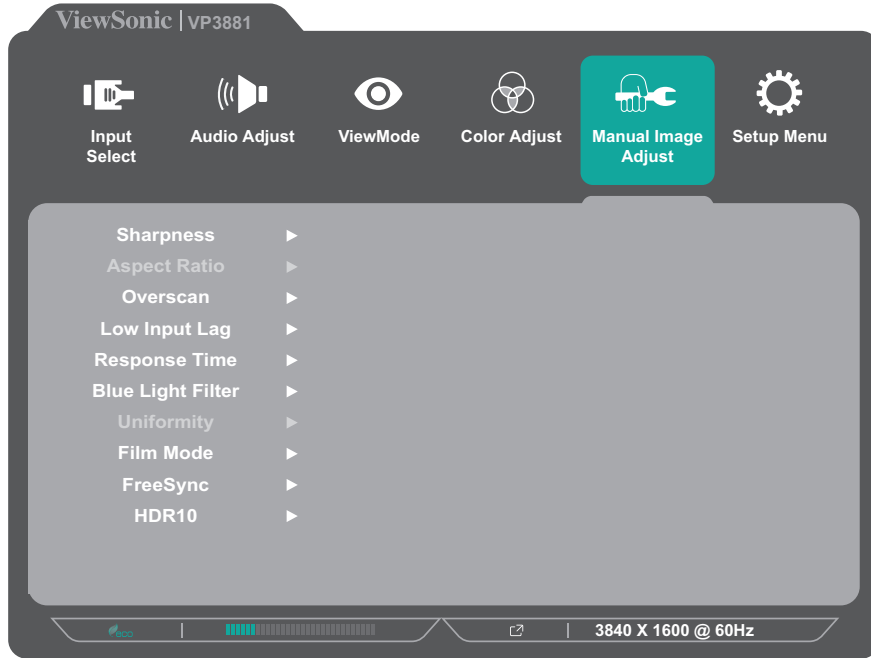 ViewSonic | VP3881
Input Select
Audio Adjust
ViewMode
Color Adjust
Manual Image Adjust
Setup Menu
Sharpness
Aspect Ratio
Overscan
Low Input Lag
Response Time
Blue Light Filter
Uniformity
Film Mode
FreeSync
HDR10
eco
3840 X 1600 @ 60Hz